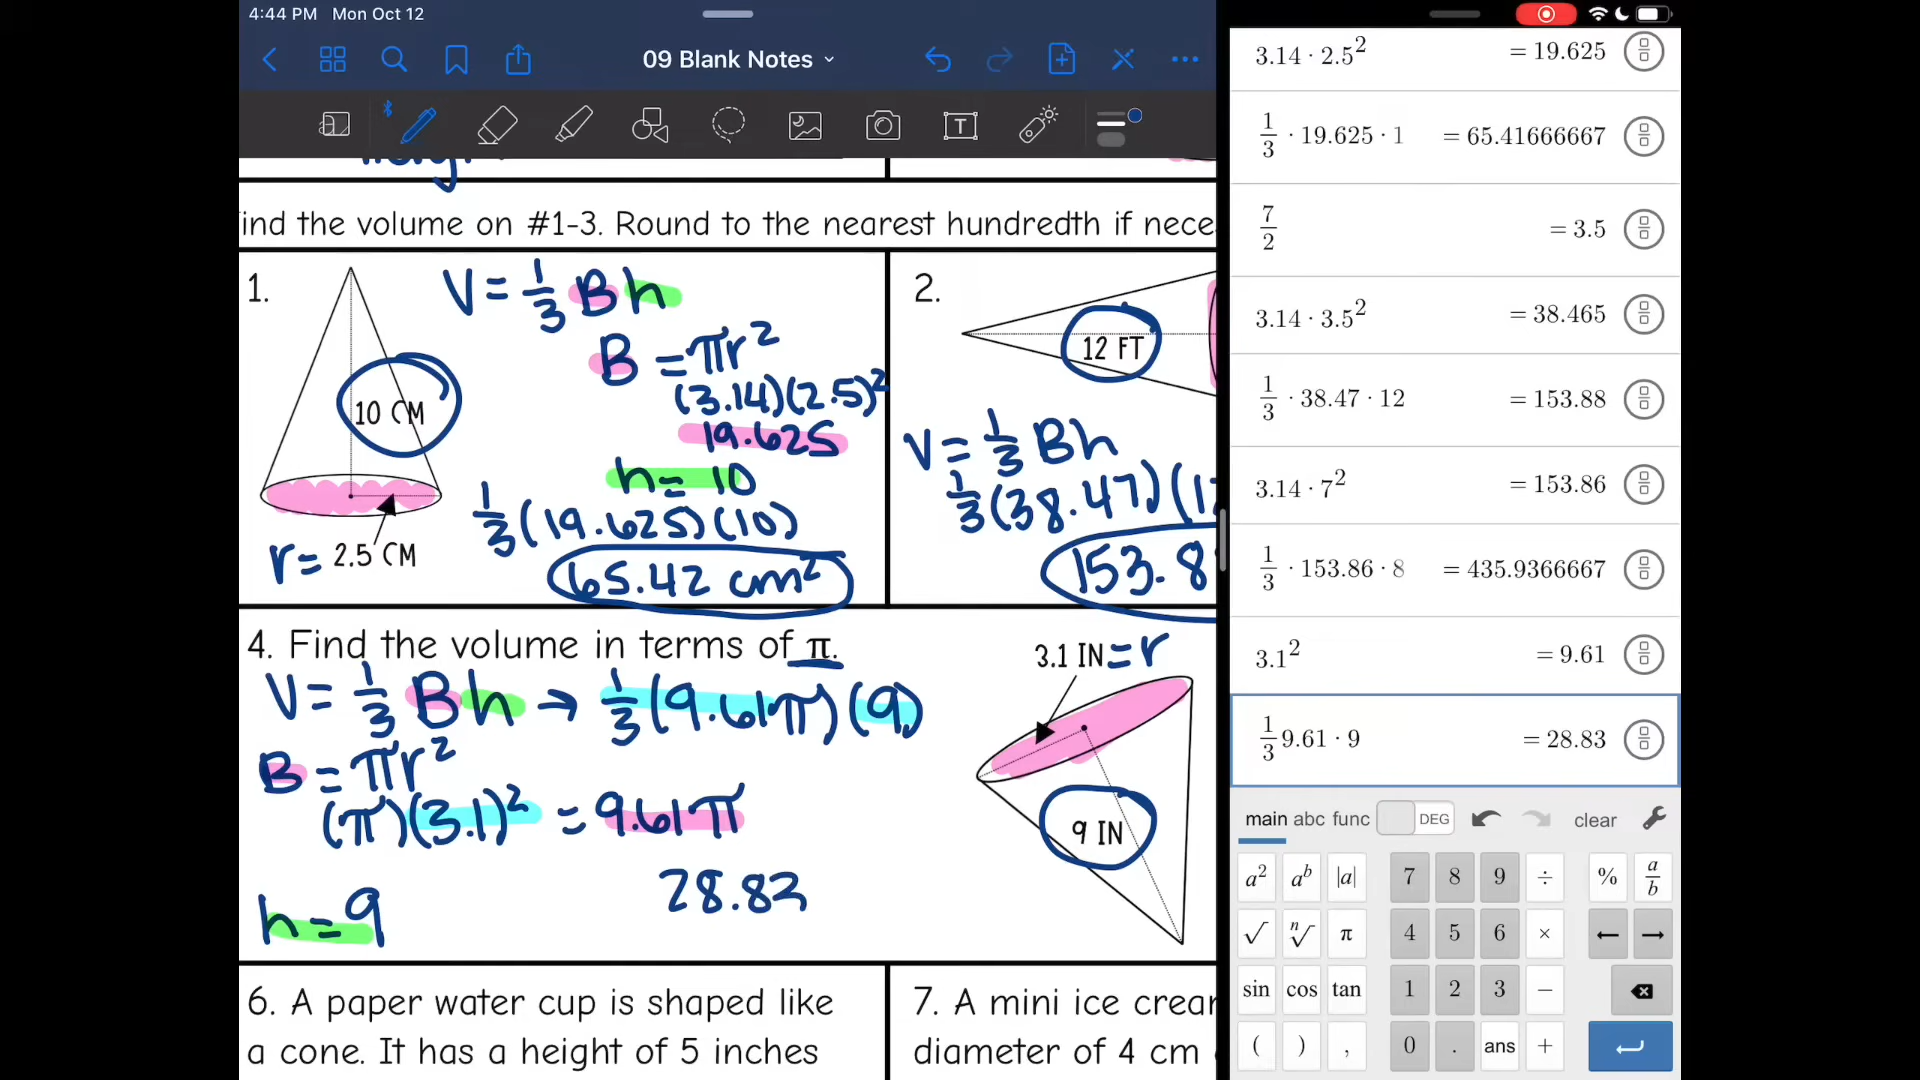 4:44 PM Mon Oct 12
09 Blank Notes
ind the volume on #1-3. Round to the nearest hundredth if nece
1.
V = 1/3 Bh
B = πr²
(3.14)(2.5)²
19.625
h = 10
1/3(19.625)(10)
65.42 cm²
10 CM
r = 2.5 CM
2.
12 FT
V = 1/3 Bh
1/3(38.47)(1
153.8
4. Find the volume in terms of π.
V = 1/3 Bh → 1/3(9.61π)(9)
B = πr²
(π)(3.1)² = 9.61π
h = 9
28.83
3.1 IN = r
9 IN
6. A paper water cup is shaped like
a cone. It has a height of 5 inches
7. A mini ice crear
diameter of 4 cm
3.14 · 2.5² = 19.625
1/3 · 19.625 · 1 = 65.41666667
7/2 = 3.5
3.14 · 3.5² = 38.465
1/3 · 38.47 · 12 = 153.88
3.14 · 7² = 153.86
1/3 · 153.86 · 8 = 435.9366667
3.1² = 9.61
1/3 9.61 · 9 = 28.83
main abc func DEG clear
a² aᵇ |a| 7 8 9 ÷ % a/b
√ ⁿ√ π 4 5 6 × ← →
sin cos tan 1 2 3 −
( ) , 0 . ans +